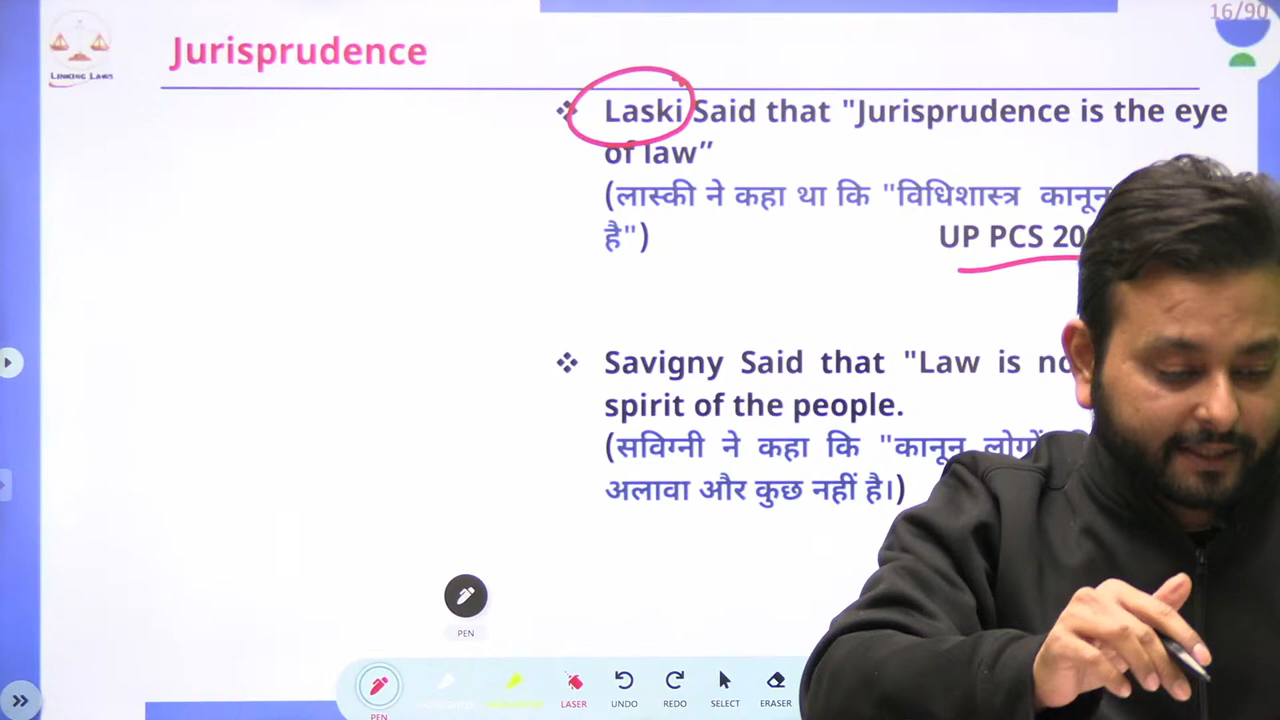 16/90
LINKING LAWS
Jurisprudence
Laski Said that "Jurisprudence is the eye
of law”
(लास्की ने कहा था कि "विधिशास्त्र कानून
है") UP PCS
Savigny Said that "Law is
spirit of the people.
(सविग्नी ने कहा कि "कानून लोगों
अलावा और कुछ नहीं है।)
PEN
PEN
LASER
UNDO
REDO
SELECT
ERASER